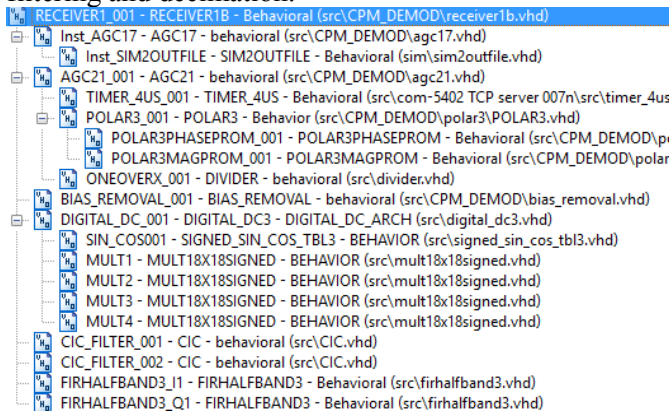 filtering and decimation.
RECEIVER1_001 - RECEIVER1B - Behavioral (src\CPM_DEMOD\receiver1b.vhd)
Inst_AGC17 - AGC17 - behavioral (src\CPM_DEMOD\agc17.vhd)
Inst_SIM2OUTFILE - SIM2OUTFILE - Behavioral (sim\sim2outfile.vhd)
AGC21_001 - AGC21 - behavioral (src\CPM_DEMOD\agc21.vhd)
TIMER_4US_001 - TIMER_4US - Behavioral (src\com-5402 TCP server 007n\src\timer_4us
POLAR3_001 - POLAR3 - Behavior (src\CPM_DEMOD\polar3\POLAR3.vhd)
POLAR3PHASEPROM_001 - POLAR3PHASEPROM - Behavioral (src\CPM_DEMOD\po
POLAR3MAGPROM_001 - POLAR3MAGPROM - Behavioral (src\CPM_DEMOD\polar
ONEOVERX_001 - DIVIDER - behavioral (src\divider.vhd)
BIAS_REMOVAL_001 - BIAS_REMOVAL - behavioral (src\CPM_DEMOD\bias_removal.vhd)
DIGITAL_DC_001 - DIGITAL_DC3 - DIGITAL_DC_ARCH (src\digital_dc3.vhd)
SIN_COS001 - SIGNED_SIN_COS_TBL3 - BEHAVIOR (src\signed_sin_cos_tbl3.vhd)
MULT1 - MULT18X18SIGNED - BEHAVIOR (src\mult18x18signed.vhd)
MULT2 - MULT18X18SIGNED - BEHAVIOR (src\mult18x18signed.vhd)
MULT3 - MULT18X18SIGNED - BEHAVIOR (src\mult18x18signed.vhd)
MULT4 - MULT18X18SIGNED - BEHAVIOR (src\mult18x18signed.vhd)
CIC_FILTER_001 - CIC - behavioral (src\CIC.vhd)
CIC_FILTER_002 - CIC - behavioral (src\CIC.vhd)
FIRHALFBAND3_I1 - FIRHALFBAND3 - Behavioral (src\firhalfband3.vhd)
FIRHALFBAND3_Q1 - FIRHALFBAND3 - Behavioral (src\firhalfband3.vhd)